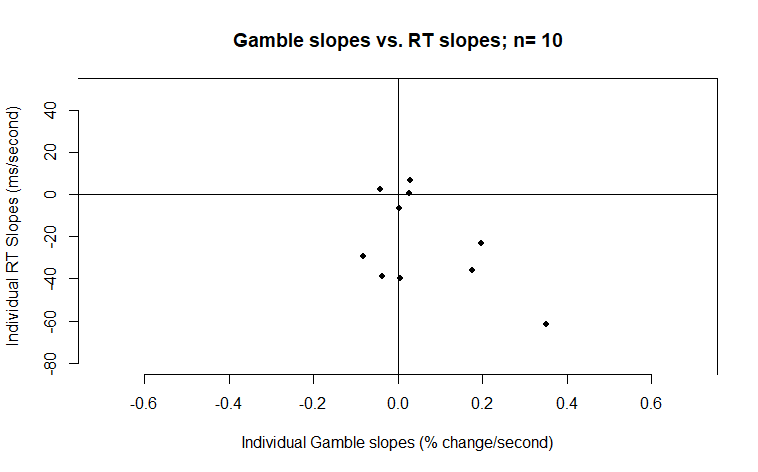 Gamble slopes vs. RT slopes; n= 10
Individual RT Slopes (ms/second)
40
20
0
-20
-40
-60
-80
-0.6 -0.4 -0.2 0.0 0.2 0.4 0.6
Individual Gamble slopes (% change/second)